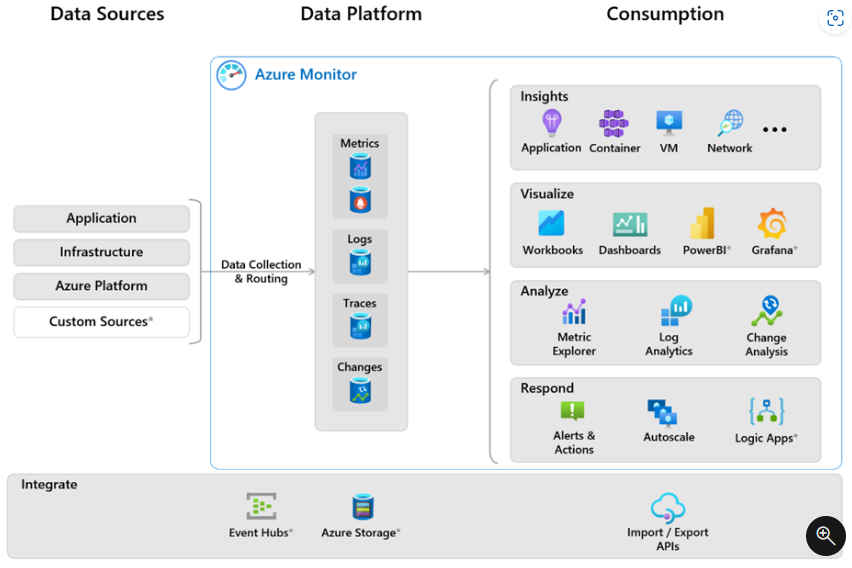 Data Sources
Data Platform
Consumption
Azure Monitor
Application
Infrastructure
Azure Platform
Custom Sources*
Data Collection
& Routing
Metrics
Logs
Traces
Changes
Insights
Application
Container
VM
Network
Visualize
Workbooks
Dashboards
PowerBI*
Grafana*
Analyze
Metric
Explorer
Log
Analytics
Change
Analysis
Respond
Alerts &
Actions
Autoscale
Logic Apps*
Integrate
Event Hubs*
Azure Storage*
Import / Export
APIs